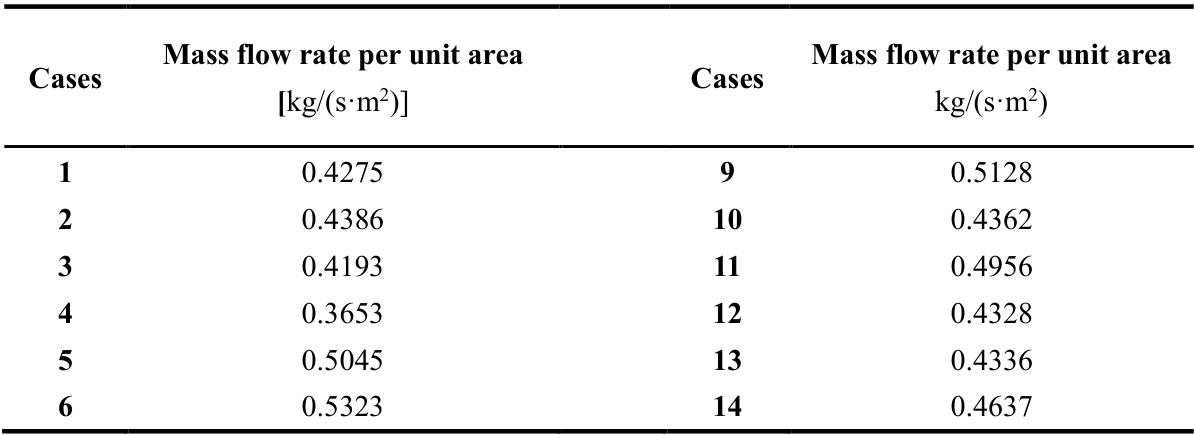 Cases Mass flow rate per unit area [kg/(s·m²)] Cases Mass flow rate per unit area kg/(s·m²)
1 0.4275 9 0.5128
2 0.4386 10 0.4362
3 0.4193 11 0.4956
4 0.3653 12 0.4328
5 0.5045 13 0.4336
6 0.5323 14 0.4637